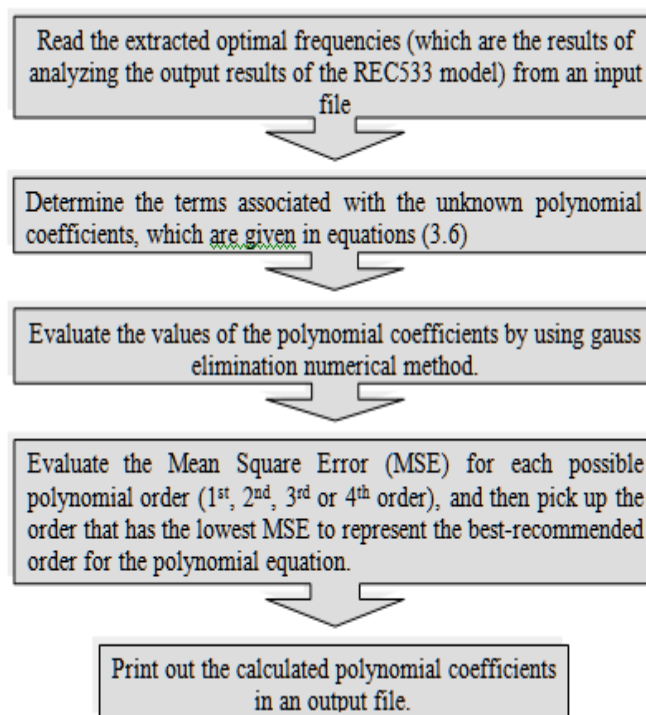 Read the extracted optimal frequencies (which are the results of
analyzing the output results of the REC533 model) from an input
file
Determine the terms associated with the unknown polynomial
coefficients, which are given in equations (3.6)
Evaluate the values of the polynomial coefficients by using gauss
elimination numerical method.
Evaluate the Mean Square Error (MSE) for each possible
polynomial order (1st, 2nd, 3rd or 4th order), and then pick up the
order that has the lowest MSE to represent the best-recommended
order for the polynomial equation.
Print out the calculated polynomial coefficients
in an output file.